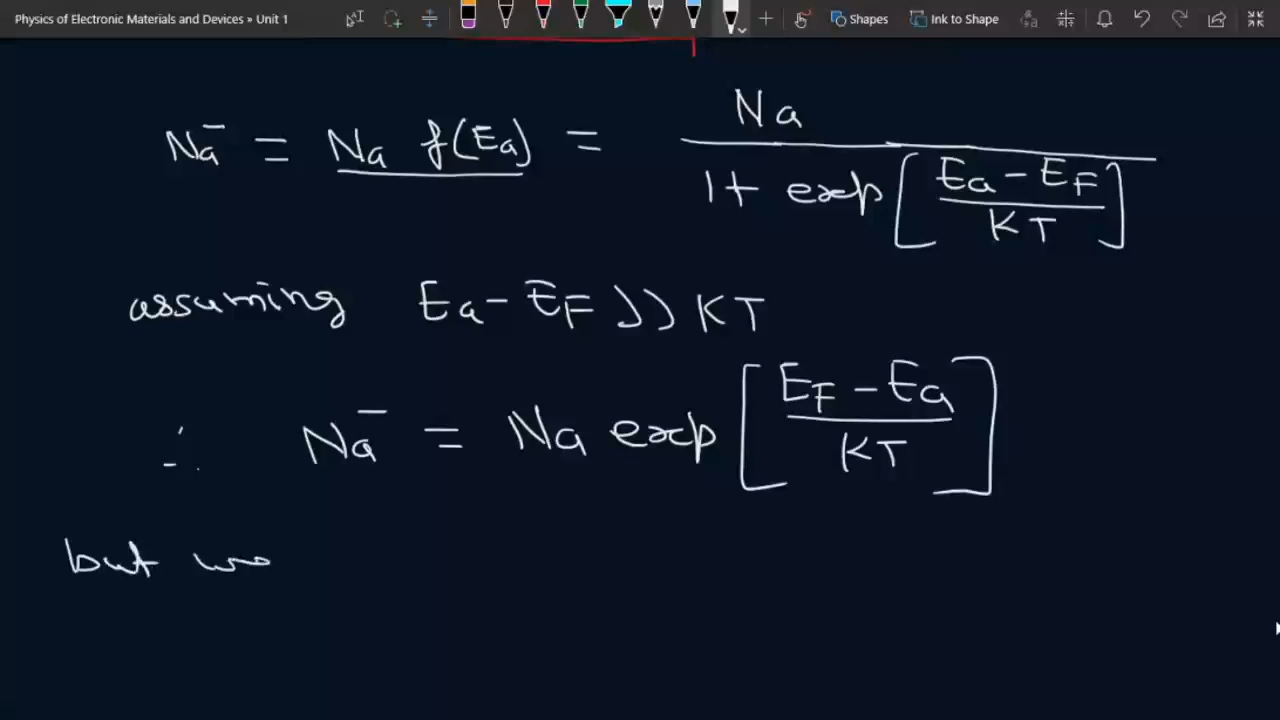 Physics of Electronic Materials and Devices » Unit 1
Shapes
Ink to Shape
Na⁻ = Na f(Ea) = Na / (1+ exp[(Ea - EF) / KT])
assuming Ea - EF >> KT
∴ Na⁻ = Na exp[(EF - Ea) / KT]
but we